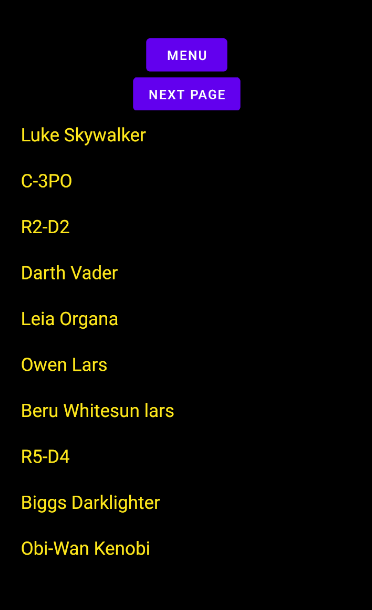 MENU
NEXT PAGE
Luke Skywalker
C-3PO
R2-D2
Darth Vader
Leia Organa
Owen Lars
Beru Whitesun lars
R5-D4
Biggs Darklighter
Obi-Wan Kenobi